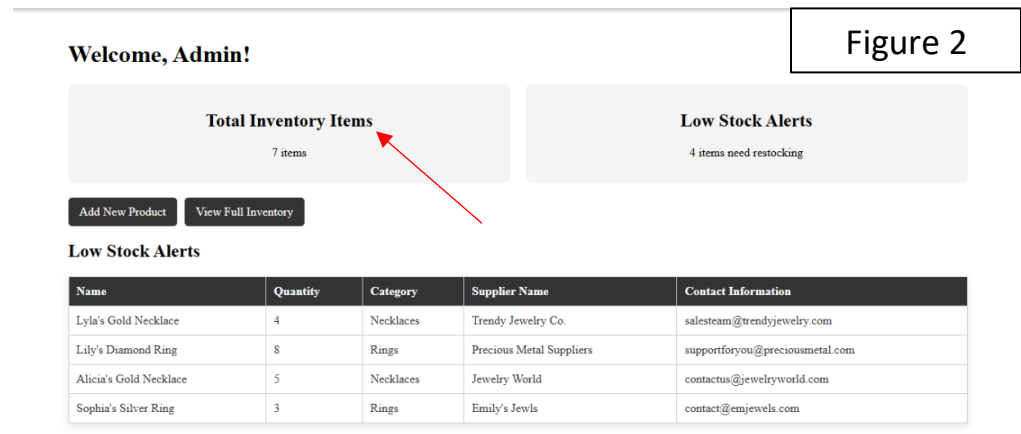 Figure 2
Welcome, Admin!
Total Inventory Items
7 items
Low Stock Alerts
4 items need restocking
Add New Product View Full Inventory
Low Stock Alerts
Name Quantity Category Supplier Name Contact Information
Lyla's Gold Necklace 4 Necklaces Trendy Jewelry Co. salesteam@trendyjewelry.com
Lily's Diamond Ring 8 Rings Precious Metal Suppliers supportforyou@preciousmetal.com
Alicia's Gold Necklace 5 Necklaces Jewelry World contactus@jewelryworld.com
Sophia's Silver Ring 3 Rings Emily's Jewls contact@emjewels.com